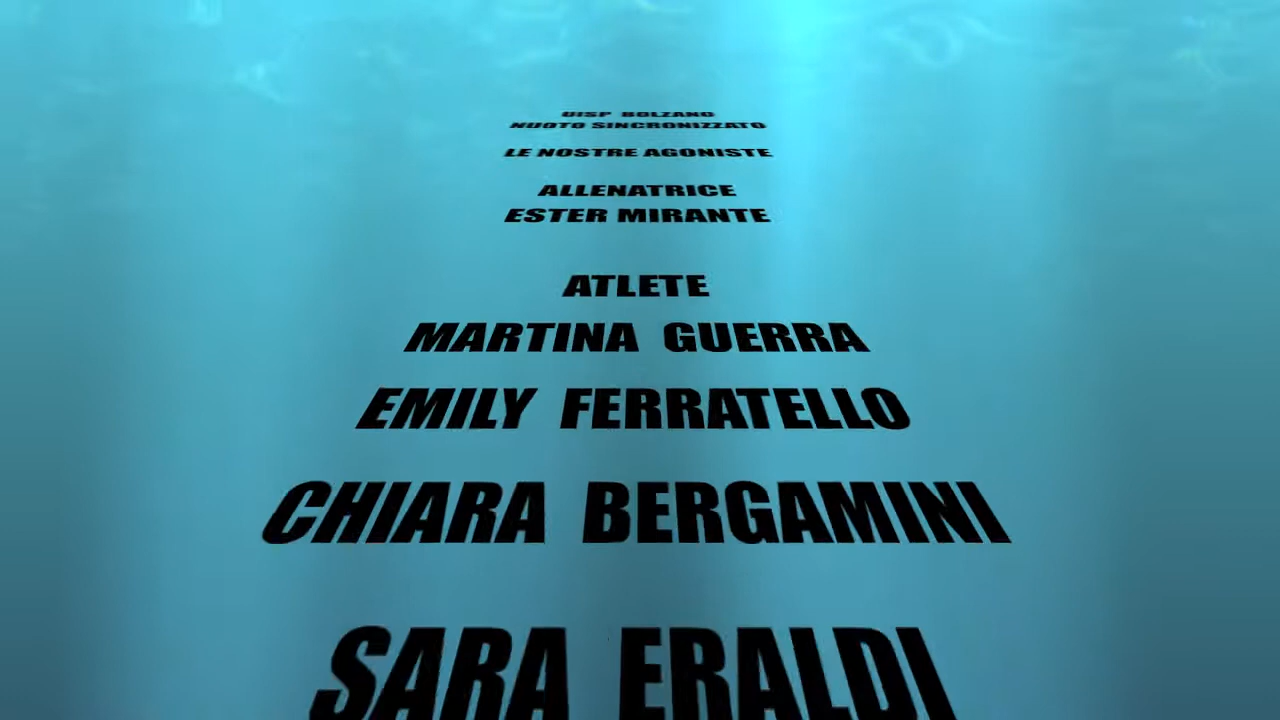 UISP BOLZANO
NUOTO SINCRONIZZATO
LE NOSTRE AGONISTE
ALLENATRICE
ESTER MIRANTE
ATLETE
MARTINA GUERRA
EMILY FERRATELLO
CHIARA BERGAMINI
SARA ERALDI